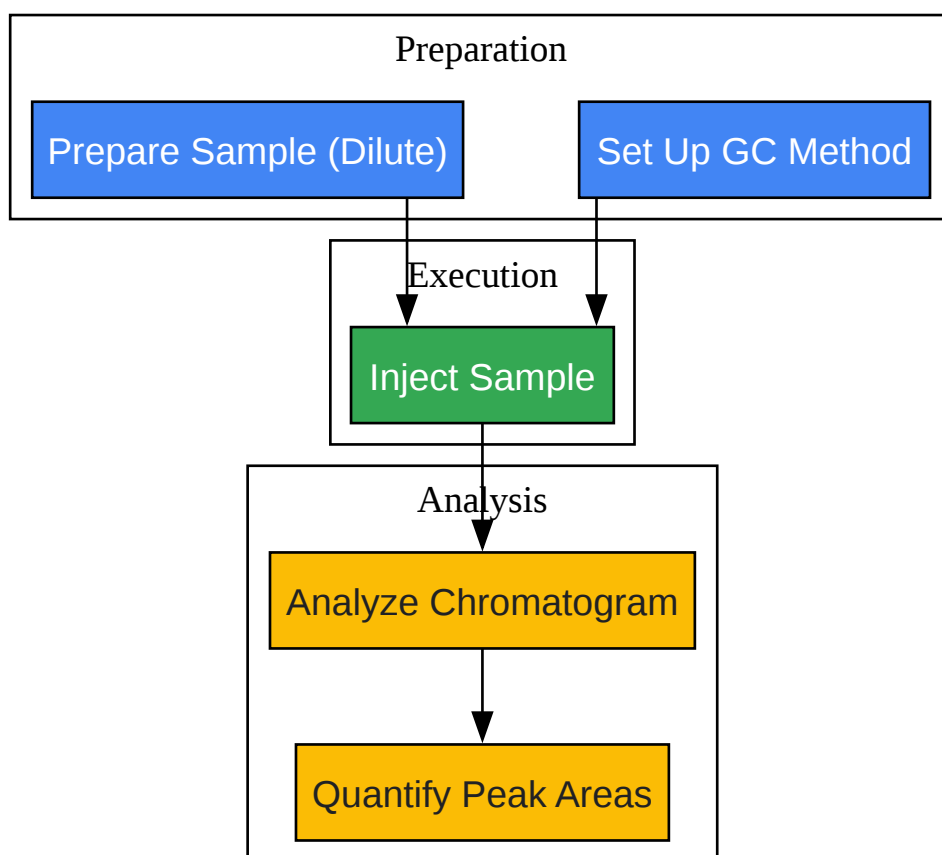 Preparation
Prepare Sample (Dilute)
Set Up GC Method
Execution
Inject Sample
Analysis
Analyze Chromatogram
Quantify Peak Areas